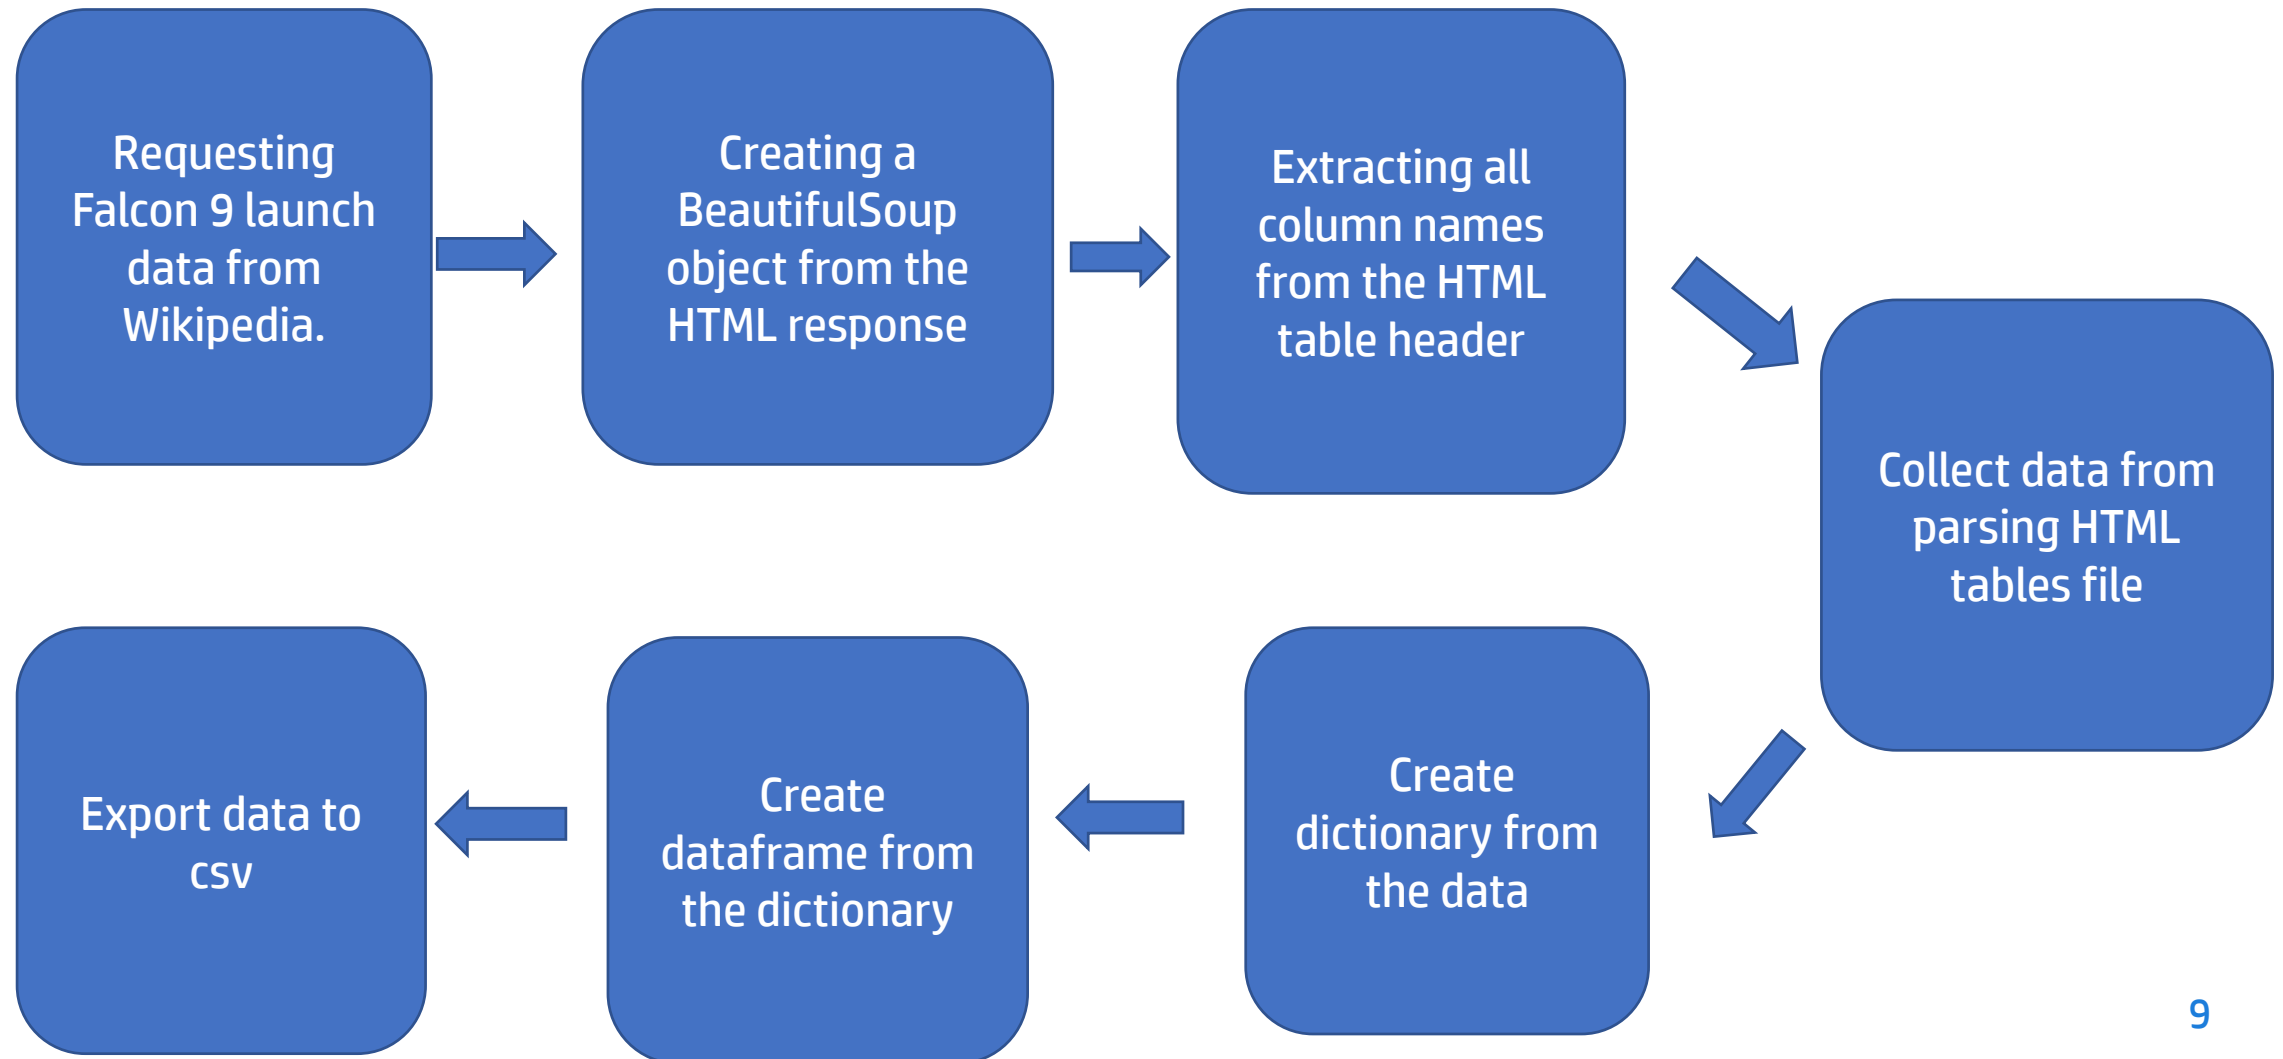 Requesting
Falcon 9 launch
data from
Wikipedia.
Creating a
BeautifulSoup
object from the
HTML response
Extracting all
column names
from the HTML
table header
Collect data from
parsing HTML
tables file
Create
dictionary from
the data
Create
dataframe from
the dictionary
Export data to
csv
9